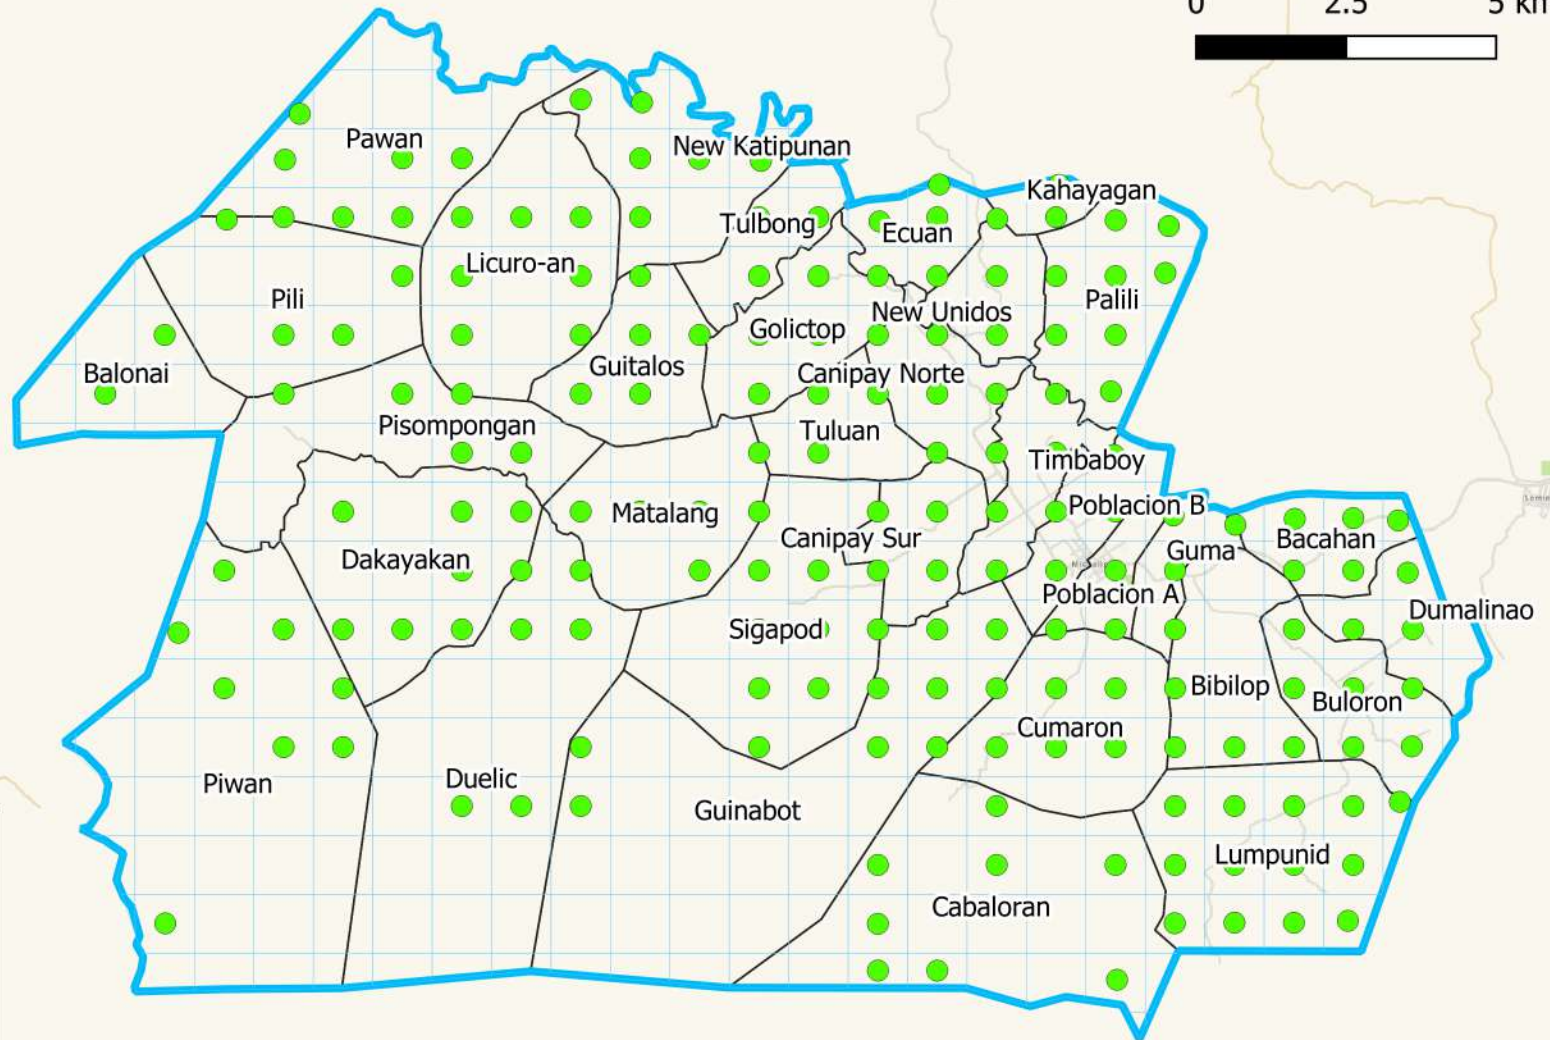 0 2.5 5 km
Pawan
New Katipunan
Kahayagan
Tulbong
Ecuan
Licuro-an
Pili
Palili
New Unidos
Golictop
Guitalos
Balonai
Canipay Norte
Pisompongan
Tuluan
Timbaboy
Poblacion B
Matalang
Canipay Sur
Bacahan
Guma
Dakayakan
Poblacion A
Dumalinao
Sigapod
Bibilop
Buloron
Cumaron
Duelic
Piwan
Guinabot
Lumpunid
Cabaloran